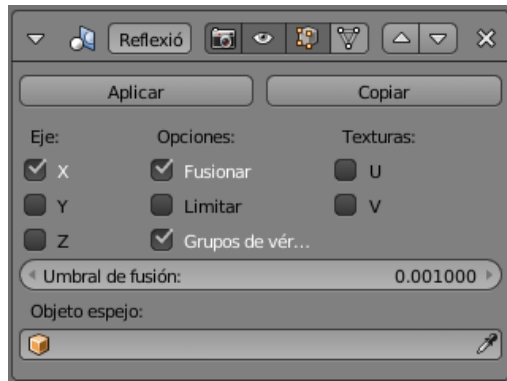 Reflexió
Aplicar Copiar
Eje: Opciones: Texturas:
X Fusionar U
Y Limitar V
Z Grupos de vér...
Umbral de fusión: 0.001000
Objeto espejo: